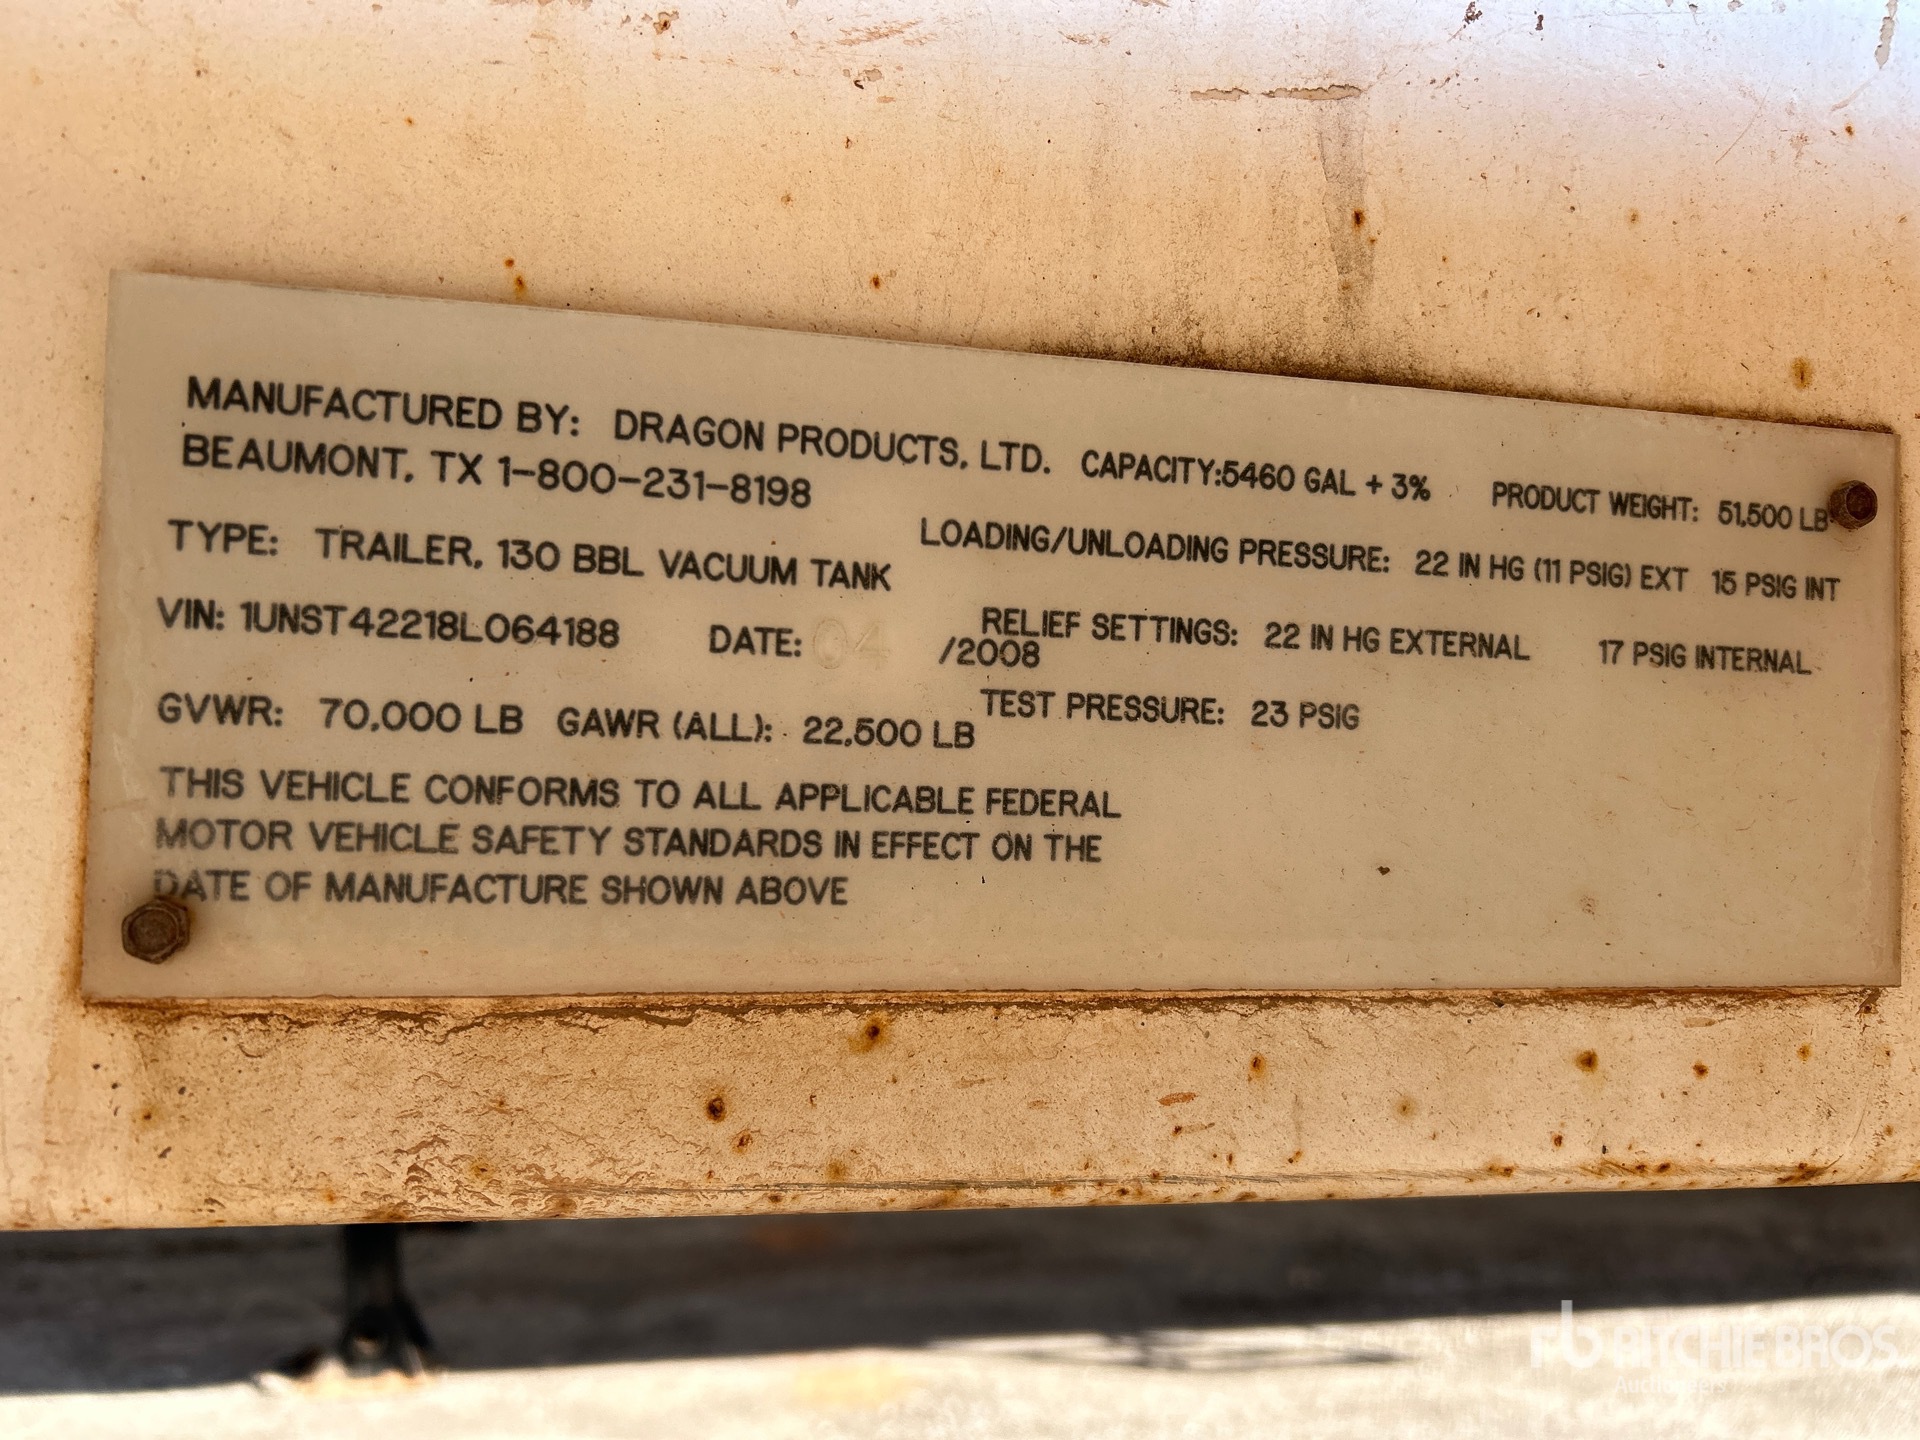 MANUFACTURED BY: DRAGON PRODUCTS, LTD.
BEAUMONT, TX 1-800-231-8198
TYPE: TRAILER, 130 BBL VACUUM TANK
VIN: 1UNST42218L064188 DATE: 04 /2008
GVWR: 70,000 LB GAWR (ALL): 22,500 LB
THIS VEHICLE CONFORMS TO ALL APPLICABLE FEDERAL
MOTOR VEHICLE SAFETY STANDARDS IN EFFECT ON THE
DATE OF MANUFACTURE SHOWN ABOVE
CAPACITY:5460 GAL + 3% PRODUCT WEIGHT: 51,500 LB
LOADING/UNLOADING PRESSURE: 22 IN HG (11 PSIG) EXT 15 PSIG INT
RELIEF SETTINGS: 22 IN HG EXTERNAL 17 PSIG INTERNAL
TEST PRESSURE: 23 PSIG
rb RITCHIE BROS.
Auctioneers